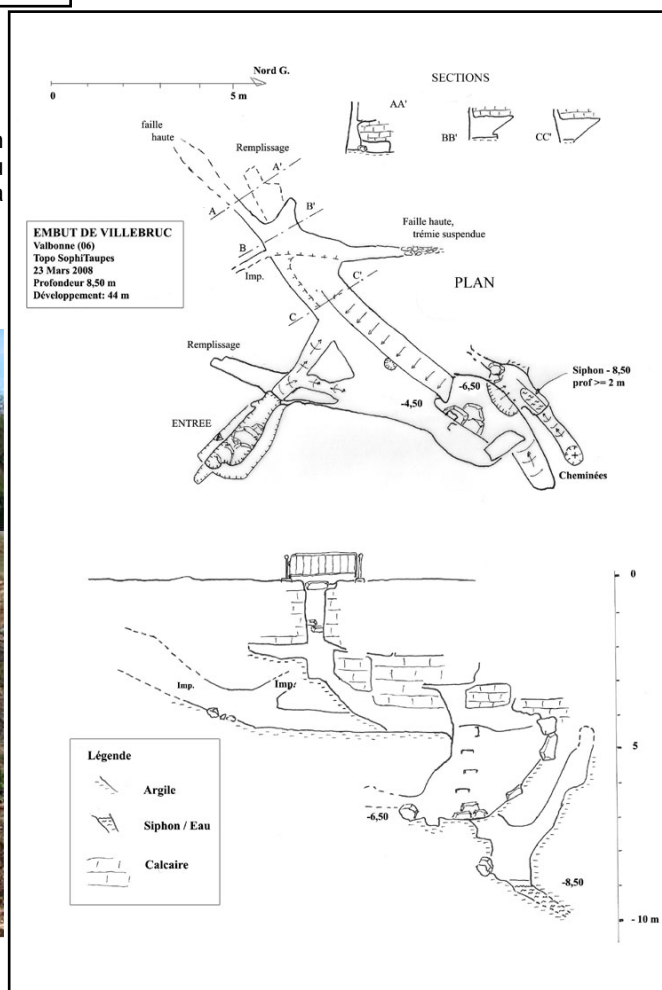 Nord G.
0
5 m
SECTIONS
AA'
BB'
CC'
faille
haute
Remplissage
A'
A
B'
B
Imp.
C'
C
Faille haute,
trémie suspendue
EMBUT DE VILLEBRUC
Valbonne (06)
Topo SophiTaupes
23 Mars 2008
Profondeur 8,50 m
Développement: 44 m
PLAN
Remplissage
ENTREE
-4,50
-6,50
Siphon - 8,50
prof >= 2 m
Cheminées
0
Imp.
Imp.
5
-6,50
-8,50
- 10 m
Légende
Argile
Siphon / Eau
Calcaire